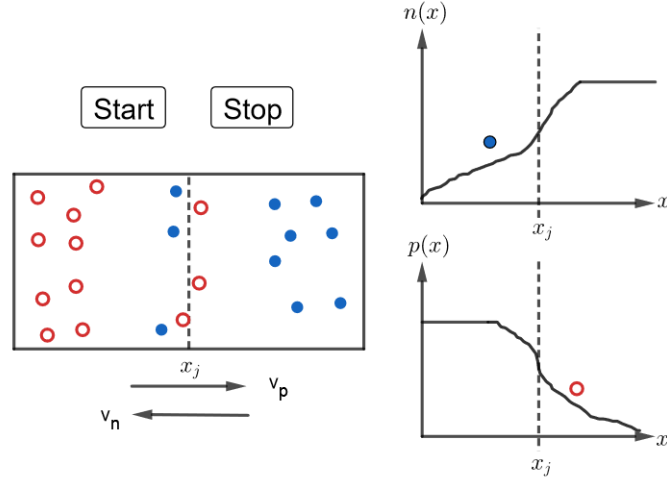 Start
Stop
x_j
v_p
v_n
n(x)
x
x_j
p(x)
x
x_j